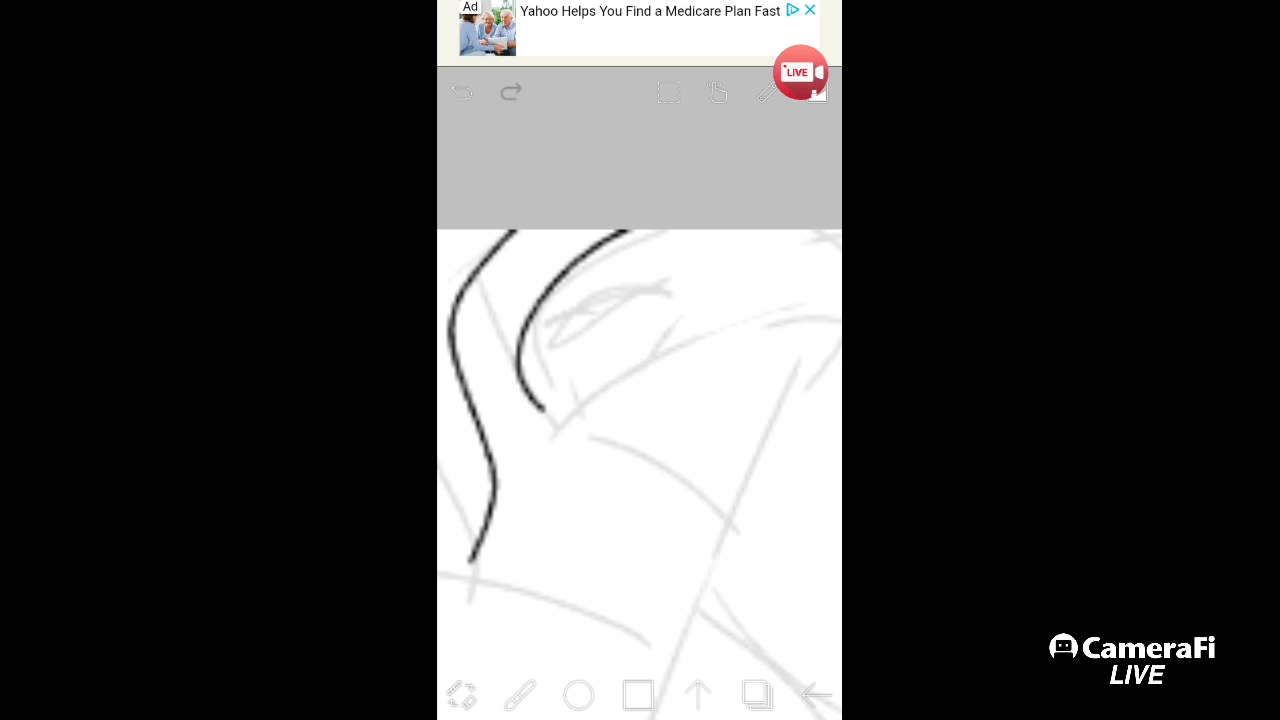 Ad
Yahoo Helps You Find a Medicare Plan Fast
LIVE
CameraFi
LIVE